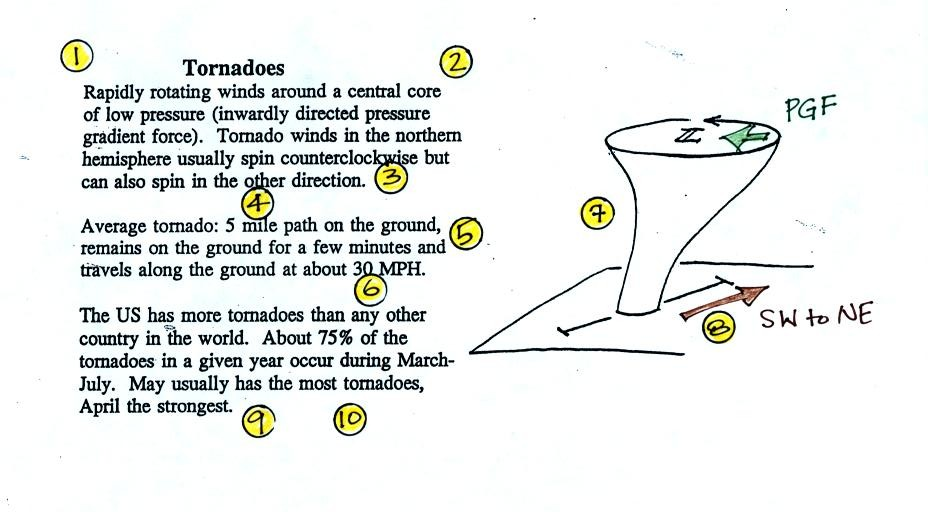 1
2
Tornadoes
Rapidly rotating winds around a central core
of low pressure (inwardly directed pressure
gradient force). Tornado winds in the northern
hemisphere usually spin counterclockwise but
can also spin in the other direction. 3
4
Average tornado: 5 mile path on the ground,
remains on the ground for a few minutes and 5
travels along the ground at about 30 MPH.
6
The US has more tornadoes than any other
country in the world. About 75% of the
tornadoes in a given year occur during March-
July. May usually has the most tornadoes,
April the strongest.
9
10
PGF
L
7
8
SW to NE